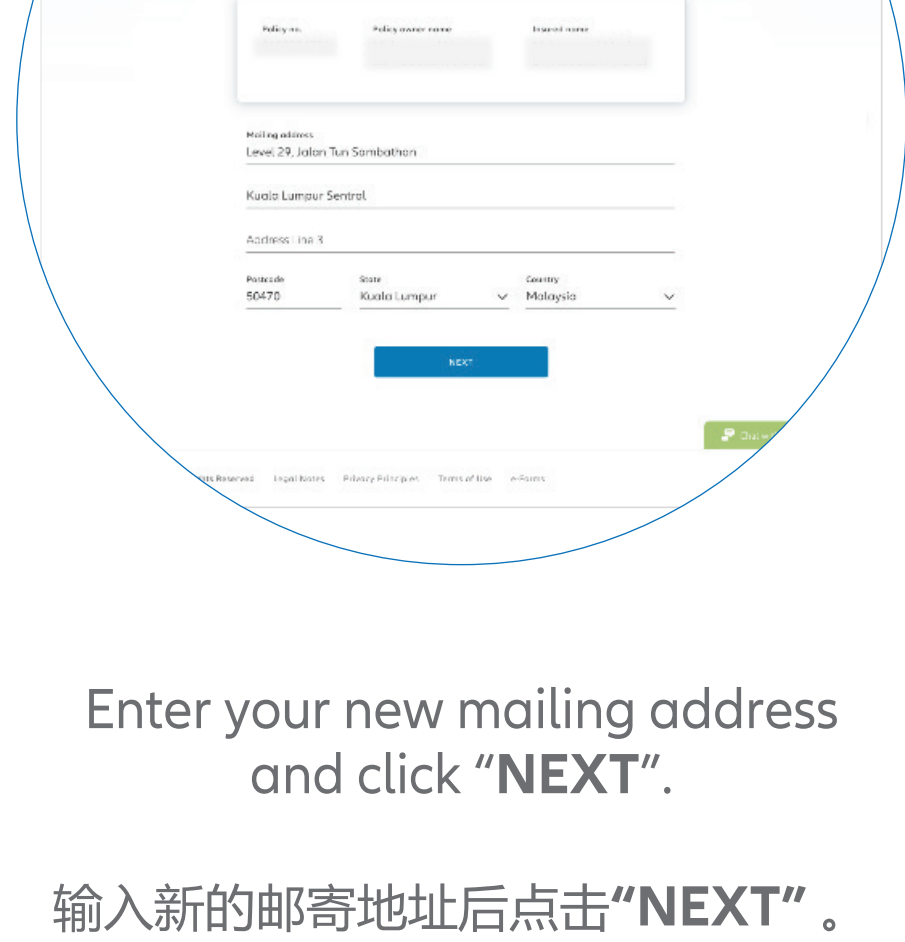 Policy no. Policy owner name Insured name
Mailing address
Level 29, Jalan Tun Sambathan
Kuala Lumpur Sentral
Address Line 3
Postcode State Country
50470 Kuala Lumpur Malaysia
NEXT
Chat w
Reserved Legal Notes Privacy Principles Terms of Use e-Forms
Enter your new mailing address
and click “NEXT”.
输入新的邮寄地址后点击“NEXT” 。